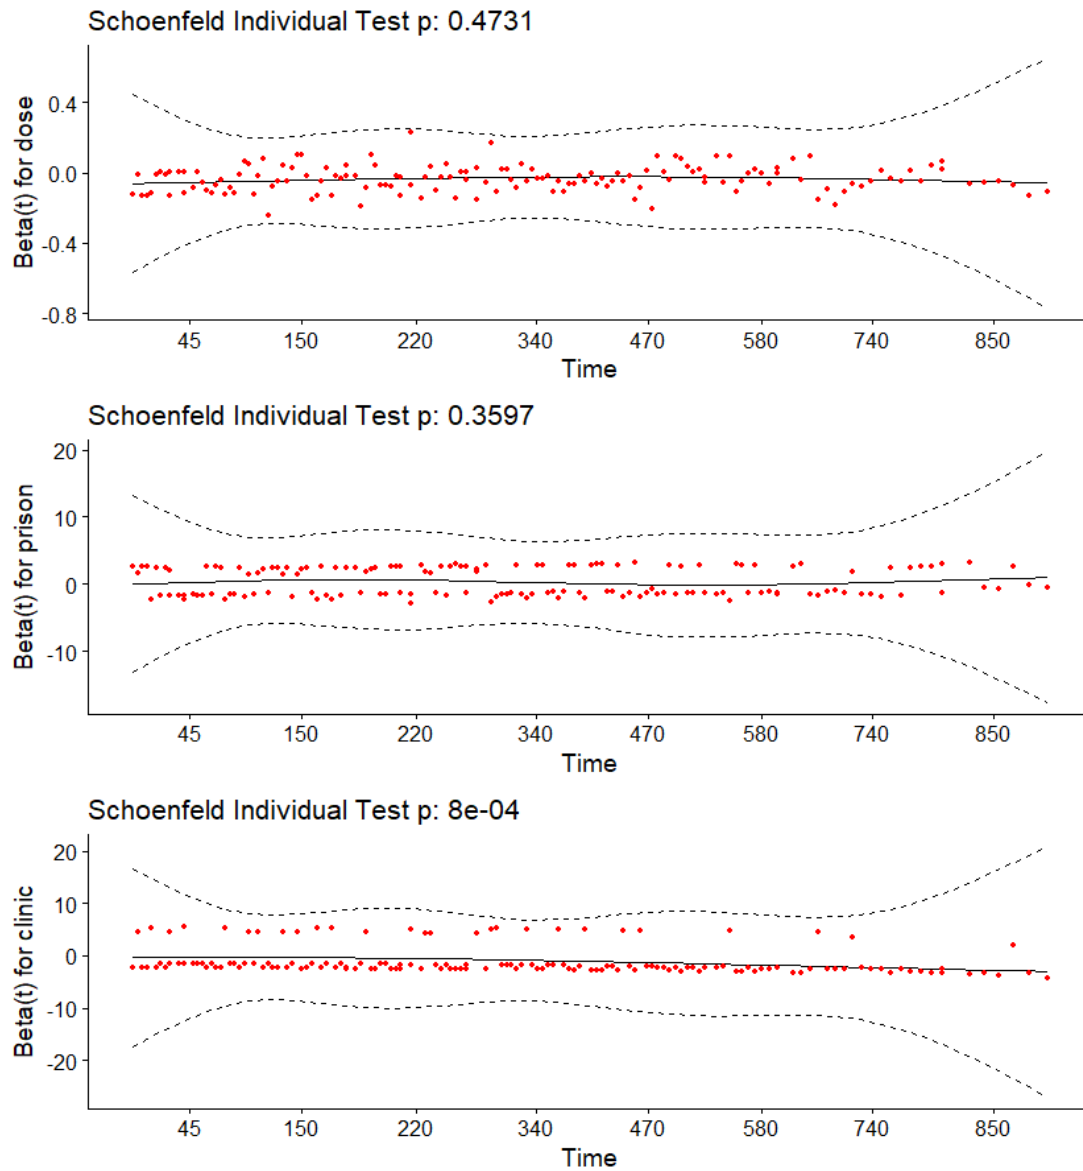 Schoenfeld Individual Test p: 0.4731
Beta(t) for dose
0.4
0.0
-0.4
-0.8
45 150 220 340 470 580 740 850
Time
Schoenfeld Individual Test p: 0.3597
Beta(t) for prison
20
10
0
-10
45 150 220 340 470 580 740 850
Time
Schoenfeld Individual Test p: 8e-04
Beta(t) for clinic
20
10
0
-10
-20
45 150 220 340 470 580 740 850
Time